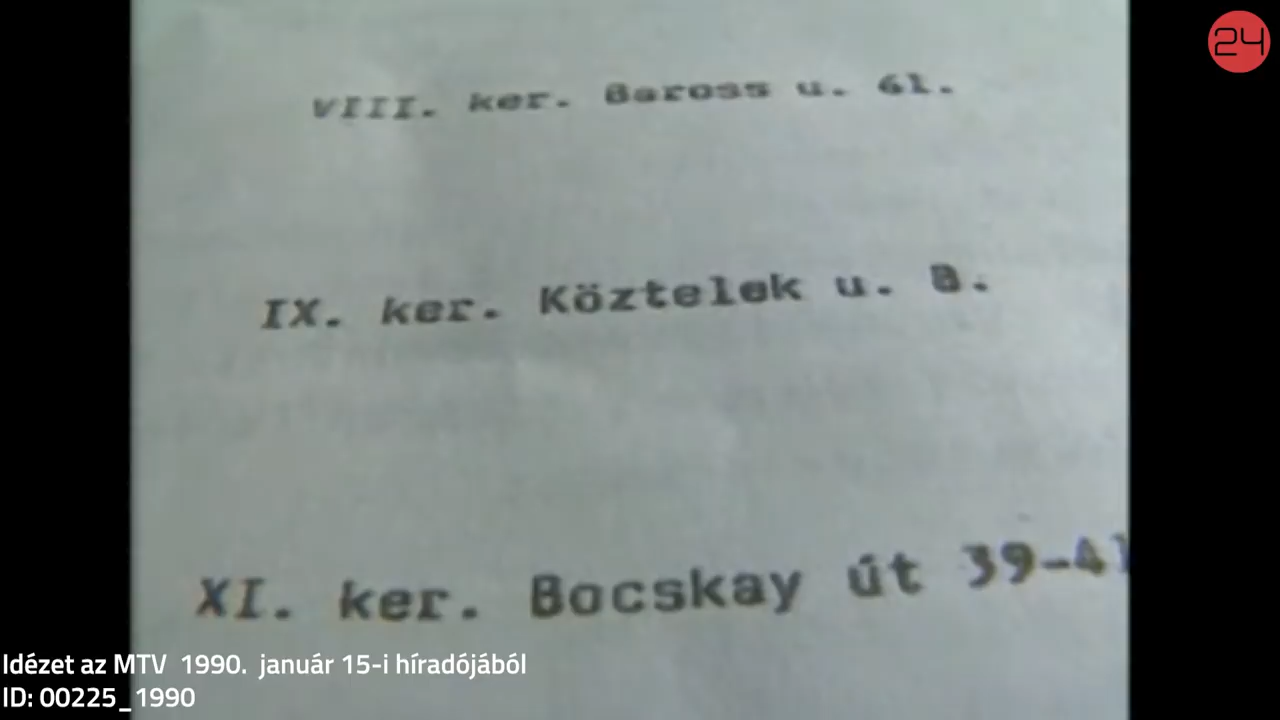 24
VIII. ker. Baross u. 61.
IX. ker. Köztelek u. 8.
XI. ker. Bocskay út 39-41
Idézet az MTV 1990. január 15-i híradójából
ID: 00225_1990